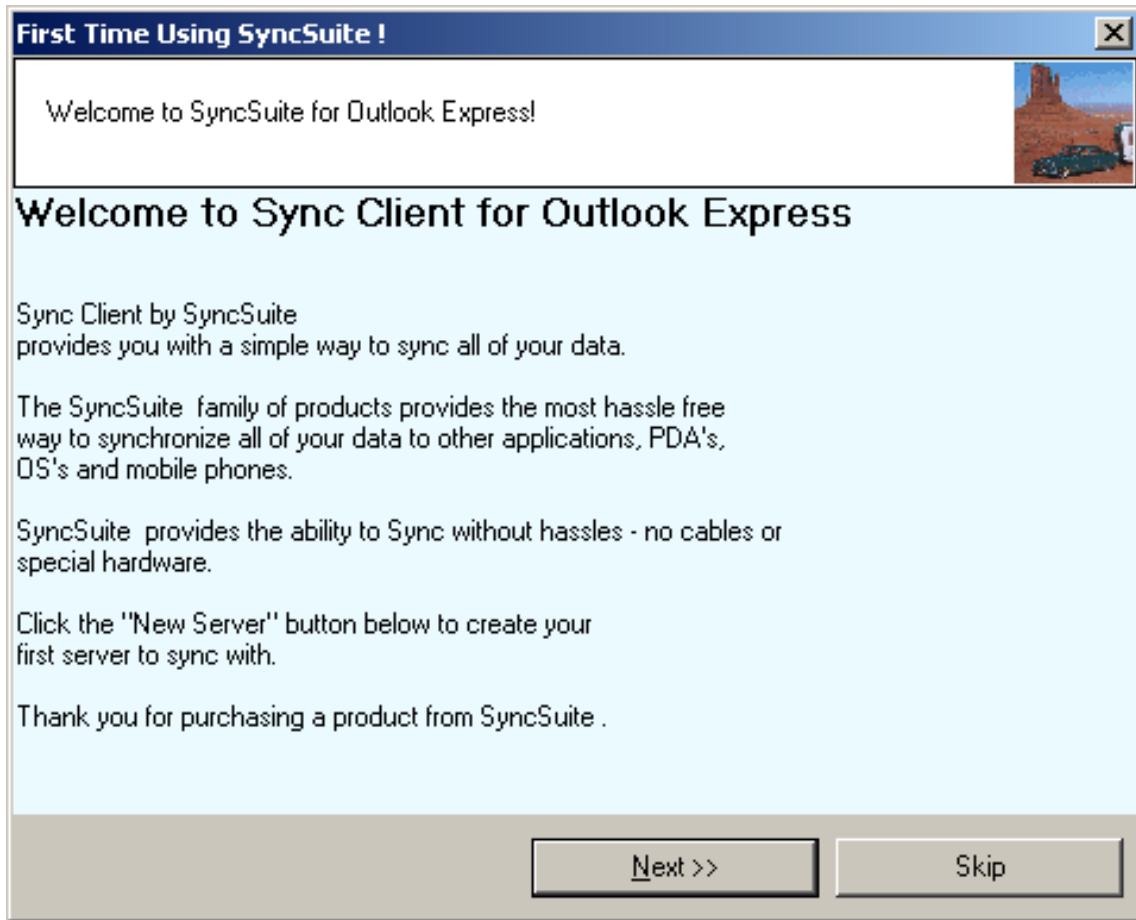 First Time Using SyncSuite !
Welcome to SyncSuite for Outlook Express!
Welcome to Sync Client for Outlook Express
Sync Client by SyncSuite
provides you with a simple way to sync all of your data.
The SyncSuite  family of products provides the most hassle free
way to synchronize all of your data to other applications, PDA's,
OS's and mobile phones.
SyncSuite  provides the ability to Sync without hassles - no cables or
special hardware.
Click the "New Server" button below to create your
first server to sync with.
Thank you for purchasing a product from SyncSuite .
Next >>
Skip